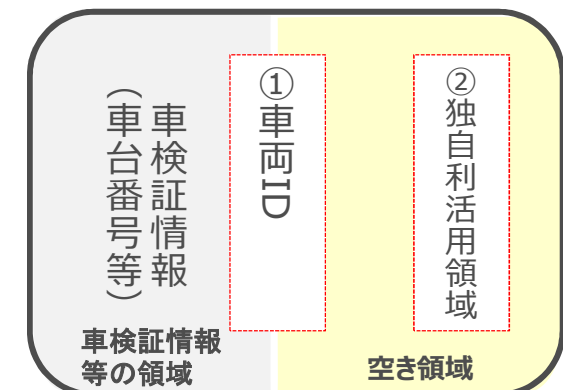 車検証情報
（車台番号等）
①車両ID
②独自利活用領域
車検証情報
等の領域
空き領域